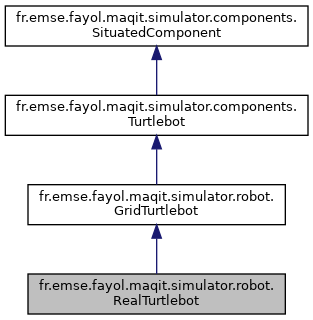 fr.emse.fayol.maqit.simulator.components.
SituatedComponent
fr.emse.fayol.maqit.simulator.components.
Turtlebot
fr.emse.fayol.maqit.simulator.robot.
GridTurtlebot
fr.emse.fayol.maqit.simulator.robot.
RealTurtlebot